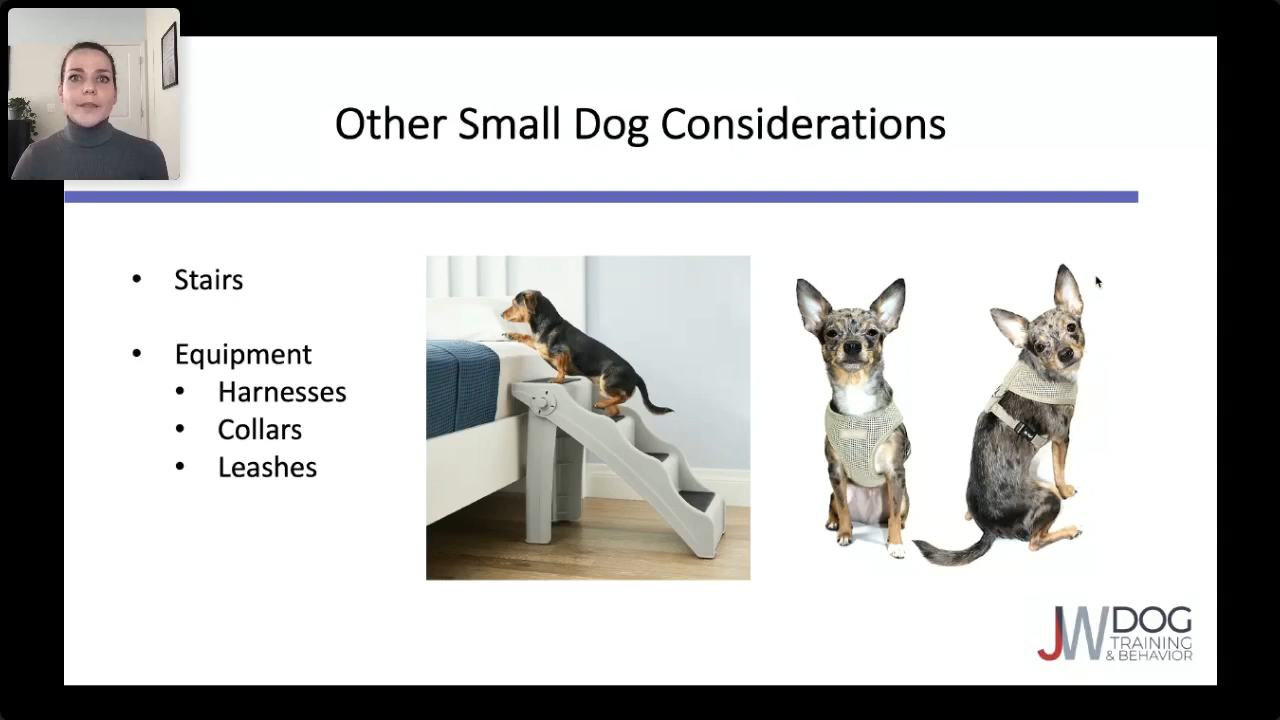 Other Small Dog Considerations
• Stairs
• Equipment
• Harnesses
• Collars
• Leashes
JW DOG
TRAINING
& BEHAVIOR